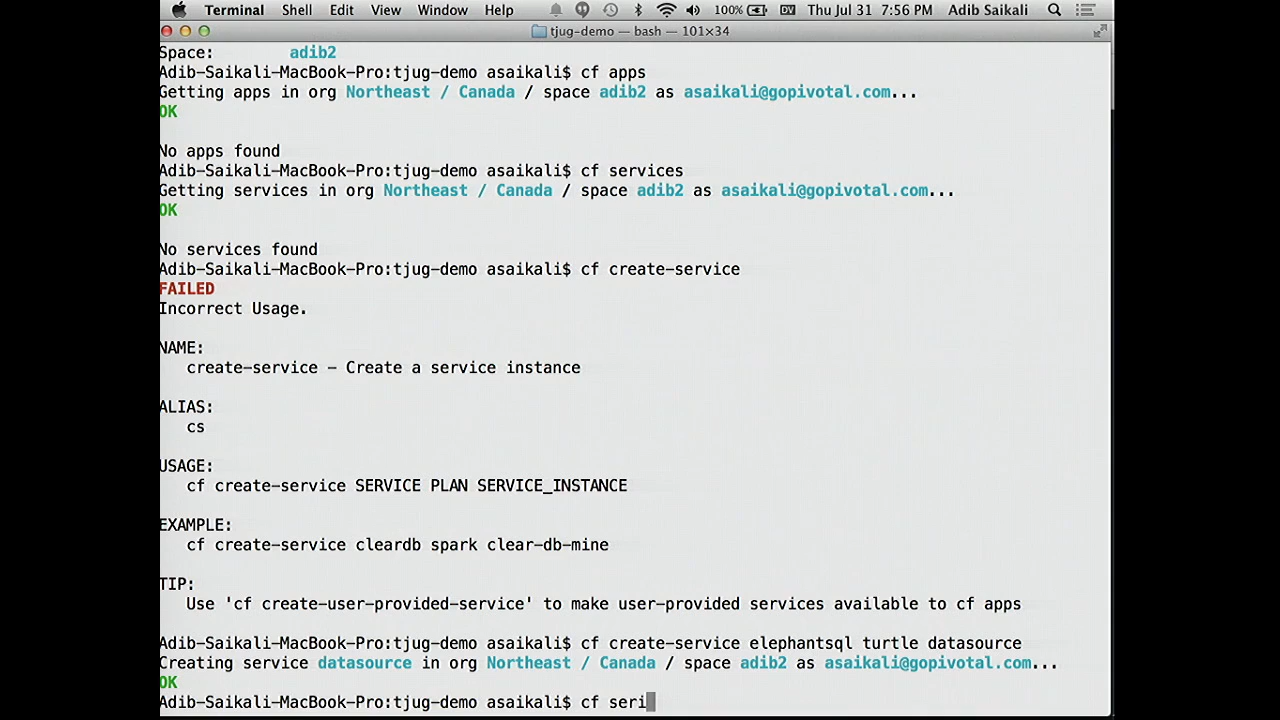 Terminal Shell Edit View Window Help 100% DV Thu Jul 31 7:56 PM Adib Saikali
tjug-demo — bash — 101×34
Space: adib2
Adib-Saikali-MacBook-Pro:tjug-demo asaikali$ cf apps
Getting apps in org Northeast / Canada / space adib2 as asaikali@gopivotal.com...
OK
No apps found
Adib-Saikali-MacBook-Pro:tjug-demo asaikali$ cf services
Getting services in org Northeast / Canada / space adib2 as asaikali@gopivotal.com...
OK
No services found
Adib-Saikali-MacBook-Pro:tjug-demo asaikali$ cf create-service
FAILED
Incorrect Usage.
NAME:
create-service - Create a service instance
ALIAS:
cs
USAGE:
cf create-service SERVICE PLAN SERVICE_INSTANCE
EXAMPLE:
cf create-service cleardb spark clear-db-mine
TIP:
Use 'cf create-user-provided-service' to make user-provided services available to cf apps
Adib-Saikali-MacBook-Pro:tjug-demo asaikali$ cf create-service elephantsql turtle datasource
Creating service datasource in org Northeast / Canada / space adib2 as asaikali@gopivotal.com...
OK
Adib-Saikali-MacBook-Pro:tjug-demo asaikali$ cf seri